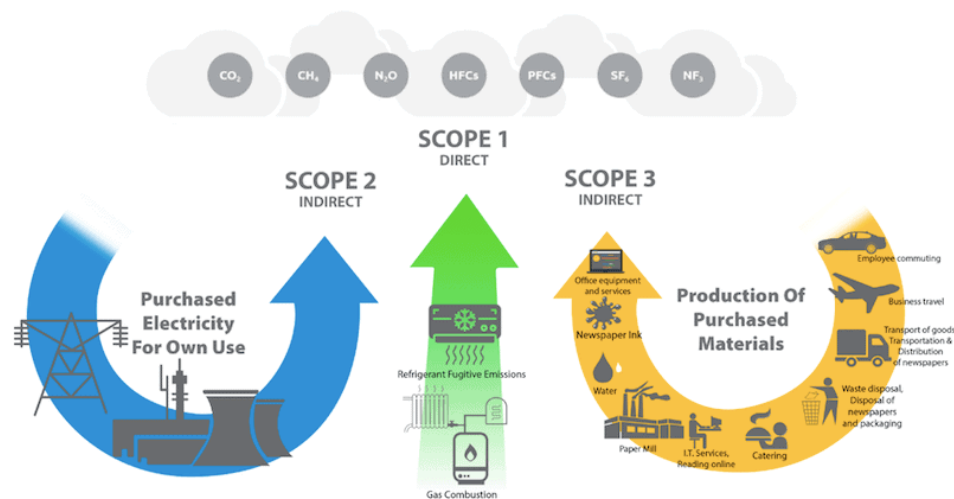 CO₂ CH₄ N₂O HFCs PFCs SF₆ NF₃
SCOPE 1
DIRECT
SCOPE 2
INDIRECT
SCOPE 3
INDIRECT
Purchased
Electricity
For Own Use
Refrigerant Fugitive Emissions
Gas Combustion
Production Of
Purchased
Materials
Office equipment
and services
Newspaper Ink
Water
Paper Mill
I.T. Services,
Reading online
Catering
Waste disposal,
Disposal of
newspapers
and packaging
Transport of goods
Transportation &
Distribution
of newspapers
Business travel
Employee commuting